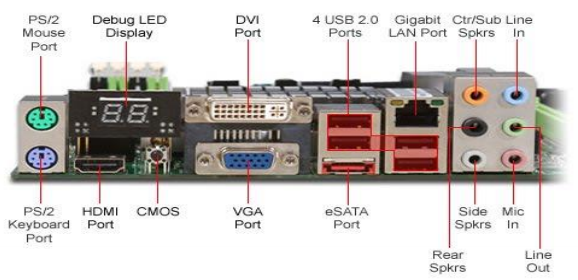 PS/2
Mouse
Port
Debug LED
Display
DVI
Port
4 USB 2.0
Ports
Gigabit
LAN Port
Ctr/Sub
Spkrs
Line
In
8.8.
PS/2
Keyboard
Port
HDMI
Port
CMOS
VGA
Port
eSATA
Port
Side
Spkrs
Mic
In
Rear
Spkrs
Line
Out